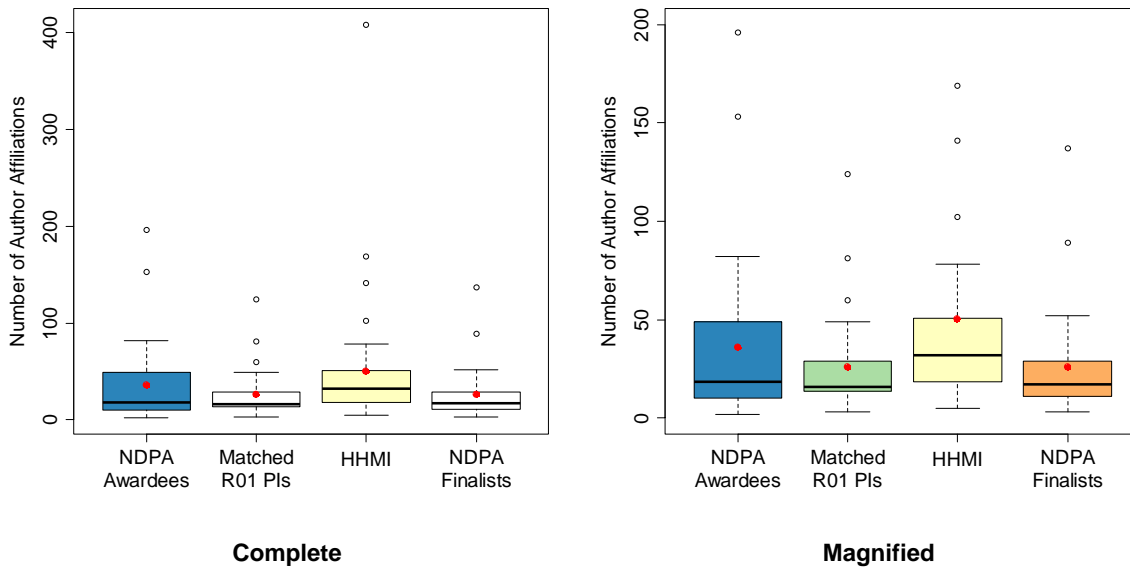 Number of Author Affiliations
400
300
200
100
0
NDPA
Awardees
Matched
R01 PIs
HHMI
NDPA
Finalists
Complete
Number of Author Affiliations
200
150
100
50
0
NDPA
Awardees
Matched
R01 PIs
HHMI
NDPA
Finalists
Magnified